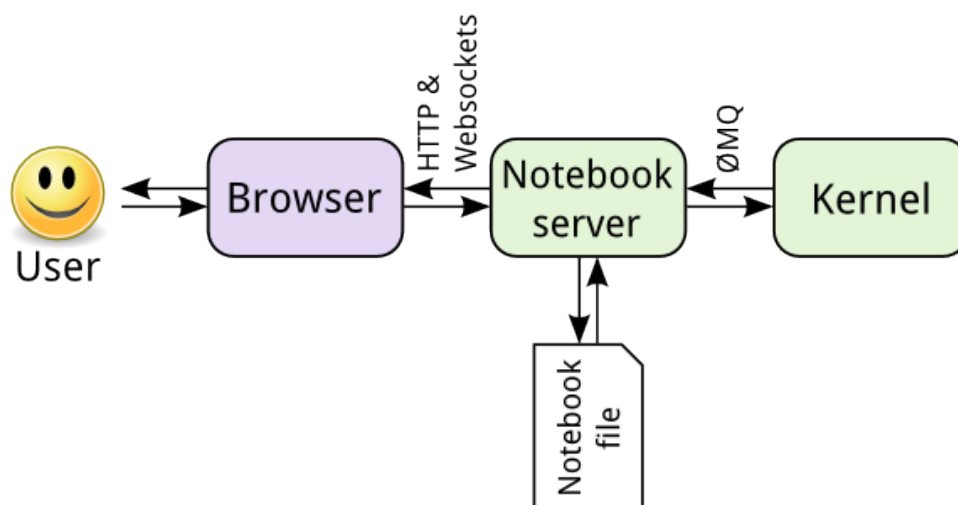 User
Browser
HTTP &
Websockets
Notebook
server
ØMQ
Kernel
Notebook
file